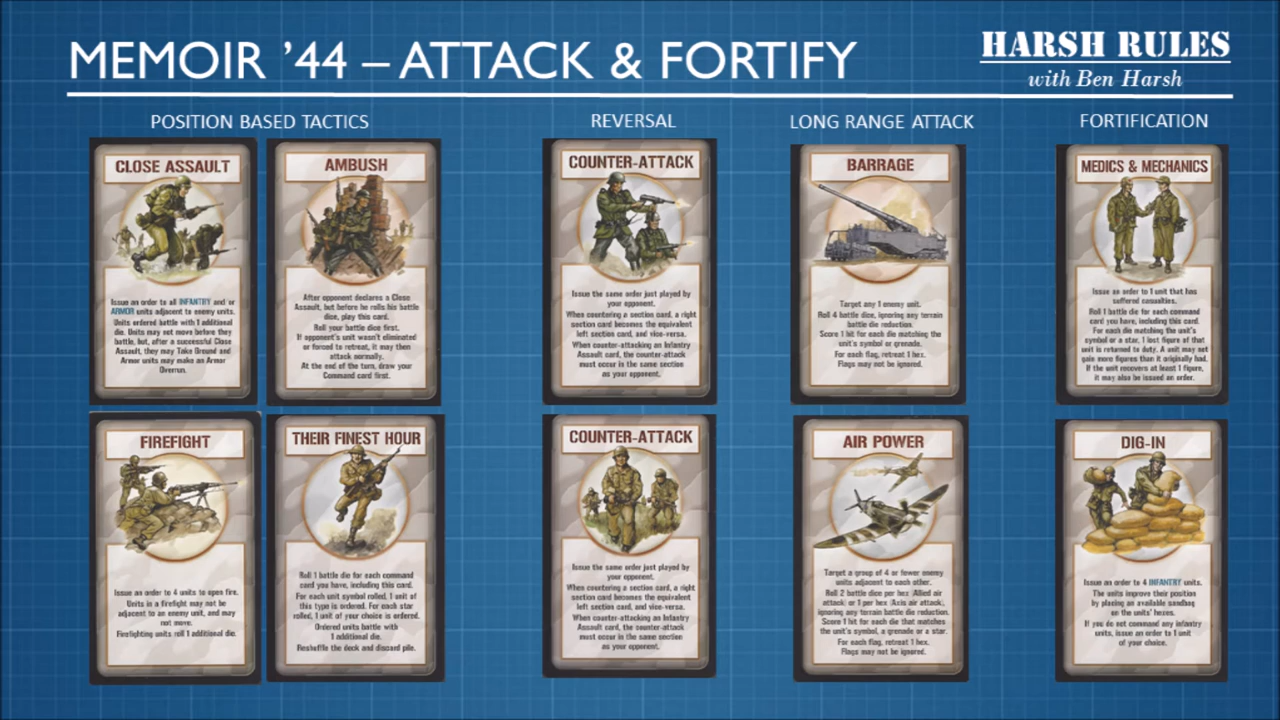 MEMOIR '44 – ATTACK & FORTIFY
HARSH RULES
with Ben Harsh
POSITION BASED TACTICS
REVERSAL
LONG RANGE ATTACK
FORTIFICATION
CLOSE ASSAULT
Issue an order to all INFANTRY and/or
ARMOR units adjacent to enemy units.
Units ordered battle with 1 additional
die. Units may not move before they
battle, but, after a successful Close
Assault, they may Take Ground and
Armor units may make an Armor
Overrun.
AMBUSH
After opponent declares a Close
Assault, but before he rolls his battle
dice, play this card.
Roll your battle dice first.
If opponent's unit wasn't eliminated
or forced to retreat, it may then
attack normally.
At the end of the turn, draw your
Command card first.
COUNTER-ATTACK
Issue the same order just played by
your opponent.
When countering a section card, a right
section card becomes the equivalent
left section card, and vice-versa.
When counter-attacking an Infantry
Assault card, the counter-attack
must occur in the same section
as your opponent.
BARRAGE
Target any 1 enemy unit.
Roll 4 battle dice, ignoring any terrain
battle die reduction.
Score 1 hit for each die matching the
unit's symbol or grenade.
For each flag, retreat 1 hex.
Flags may not be ignored.
MEDICS & MECHANICS
Issue an order to 1 unit that has
suffered casualties.
Roll 1 battle die for each command
card you have, including this card.
For each die matching the unit's
symbol or a star, 1 lost figure of that
unit is returned to duty. A unit may not
gain more figures than it originally had.
If the unit recovers at least 1 figure,
it may also be issued an order.
FIREFIGHT
Issue an order to 4 units to open fire.
Units in a firefight may not be
adjacent to an enemy unit, and may
not move.
Firefighting units roll 1 additional die.
THEIR FINEST HOUR
Roll 1 battle die for each command
card you have, including this card.
For each unit symbol rolled, 1 unit of
this type is ordered. For each star
rolled, 1 unit of your choice is ordered.
Ordered units battle with
1 additional die.
Reshuffle the deck and discard pile.
COUNTER-ATTACK
Issue the same order just played by
your opponent.
When countering a section card, a right
section card becomes the equivalent
left section card, and vice-versa.
When counter-attacking an Infantry
Assault card, the counter-attack
must occur in the same section
as your opponent.
AIR POWER
Target a group of 4 or fewer enemy
units adjacent to each other.
Roll 2 battle dice per hex (Allied air
attack) or 1 per hex (Axis air attack),
ignoring any terrain battle die reduction.
Score 1 hit for each die that matches
the unit's symbol, a grenade or a star.
For each flag, retreat 1 hex.
Flags may not be ignored.
DIG-IN
Issue an order to 4 INFANTRY units.
The units improve their position
by placing an available sandbag
on the units' hexes.
If you do not command any infantry
units, issue an order to 1 unit
of your choice.